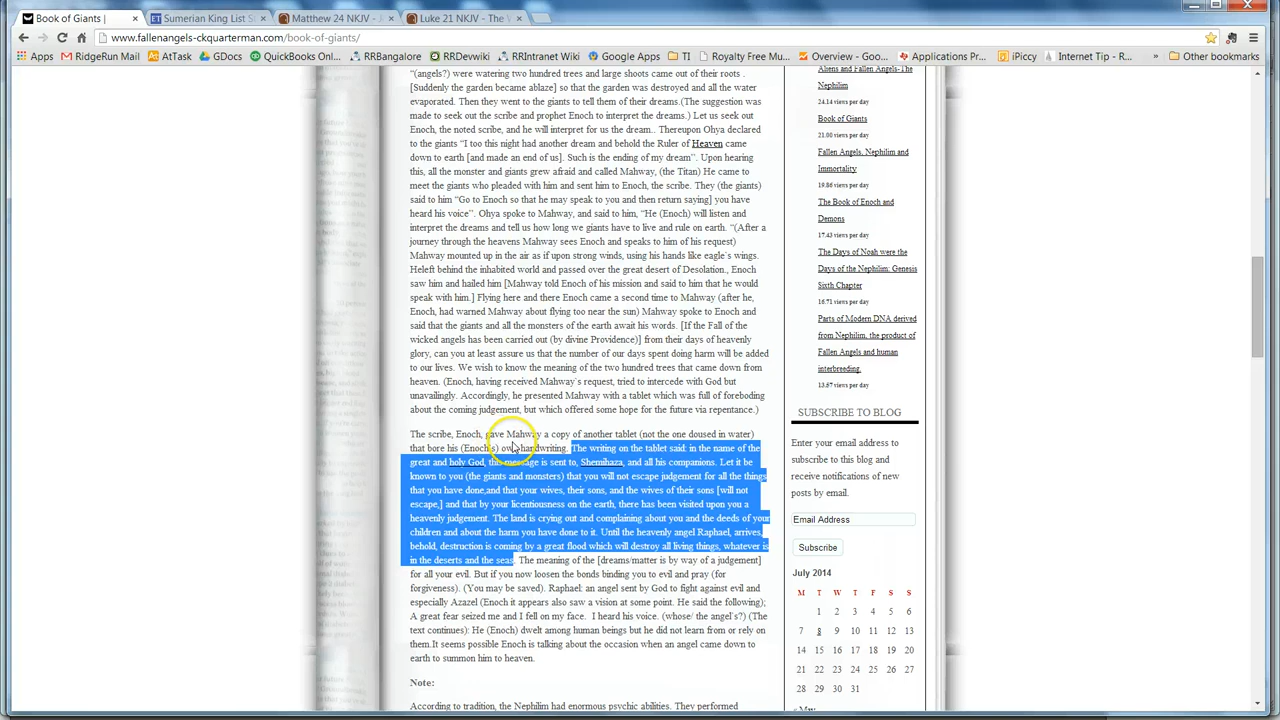 Book of Giants |
Sumerian King List S
Matthew 24 NKJV - 
Luke 21 NKJV - The V
www.fallenangels-ckquarterman.com/book-of-giants/
Apps RidgeRun Mail AtTask GDocs QuickBooks Onl... RRBangalore RRDevwiki RRIntranet Wiki Google Apps TI Royalty Free Mu... Overview - Goog... Applications Pro... iPiccy Internet Tip - R... » Other bookmarks
"(angels?) were watering two hundred trees and large shoots came out of their roots .
[Suddenly the garden became ablaze] so that the garden was destroyed and all the water
evaporated. Then they went to the giants to tell them of their dreams.(The suggestion was
made to seek out the scribe and prophet Enoch to interpret the dreams.) Let us seek out
Enoch, the noted scribe, and he will interpret for us the dream.. Thereupon Ohya declared
to the giants "I too this night had another dream and behold the Ruler of Heaven came
down to earth [and made an end of us]. Such is the ending of my dream". Upon hearing
this, all the monster and giants grew afraid and called Mahway, (the Titan) He came to
meet the giants who pleaded with him and sent him to Enoch, the scribe. They (the giants)
said to him "Go to Enoch so that he may speak to you and then return saying] you have
heard his voice". Ohya spoke to Mahway, and said to him, "He (Enoch) will listen and
interpret the dreams and tell us how long we giants have to live and rule on earth. "(After a
journey through the heavens Mahway sees Enoch and speaks to him of his request)
Mahway mounted up in the air as if upon strong winds, using his hands like eagle`s wings.
Heleft behind the inhabited world and passed over the great desert of Desolation., Enoch
saw him and hailed him [Mahway told Enoch of his mission and said to him that he would
speak with him.] Flying here and there Enoch came a second time to Mahway (after he,
Enoch, had warned Mahway about flying too near the sun) Mahway spoke to Enoch and
said that the giants and all the monsters of the earth await his words. [If the Fall of the
wicked angels has been carried out (by divine Providence)] from their days of heavenly
glory, can you at least assure us that the number of our days spent doing harm will be added
to our lives. We wish to know the meaning of the two hundred trees that came down from
heaven. (Enoch, having received Mahway`s request, tried to intercede with God but
unavailingly. Accordingly, he presented Mahway with a tablet which was full of foreboding
about the coming judgement, but which offered some hope for the future via repentance.)
The scribe, Enoch, gave Mahway a copy of another tablet (not the one doused in water)
that bore his (Enoch`s) own handwriting. The writing on the tablet said: in the name of the
great and holy God, this message is sent to, Shemihaza, and all his companions. Let it be
known to you (the giants and monsters) that you will not escape judgement for all the things
that you have done,and that your wives, their sons, and the wives of their sons [will not
escape,] and that by your licentiousness on the earth, there has been visited upon you a
heavenly judgement. The land is crying out and complaining about you and the deeds of your
children and about the harm you have done to it. Until the heavenly angel Raphael, arrives,
behold, destruction is coming by a great flood which will destroy all living things, whatever is
in the deserts and the seas. The meaning of the [dreams/matter is by way of a judgement]
for all your evil. But if you now loosen the bonds binding you to evil and pray (for
forgiveness). (You may be saved). Raphael: an angel sent by God to fight against evil and
especially Azazel (Enoch it appears also saw a vision at some point. He said the following);
A great fear seized me and I fell on my face. I heard his voice. (whose/ the angel`s?) (The
text continues): He (Enoch) dwelt among human beings but he did not learn from or rely on
them.It seems possible Enoch is talking about the occasion when an angel came down to
earth to summon him to heaven.
Note:
According to tradition, the Nephilim had enormous psychic abilities. They performed
Aliens and Fallen Angels-The
Nephilim
24.14 views per day
Book of Giants
21.00 views per day
Fallen Angels, Nephilim and
Immortality
19.86 views per day
The Book of Enoch and
Demons
17.43 views per day
The Days of Noah were the
Days of the Nephilim: Genesis
Sixth Chapter
16.71 views per day
Parts of Modern DNA derived
from Nephilim, the product of
Fallen Angels and human
interbreeding.
13.67 views per day
SUBSCRIBE TO BLOG
Enter your email address to
subscribe to this blog and
receive notifications of new
posts by email.
Email Address
Subscribe
July 2014
M T W T F S S
1 2 3 4 5 6
7 8 9 10 11 12 13
14 15 16 17 18 19 20
21 22 23 24 25 26 27
28 29 30 31
« May